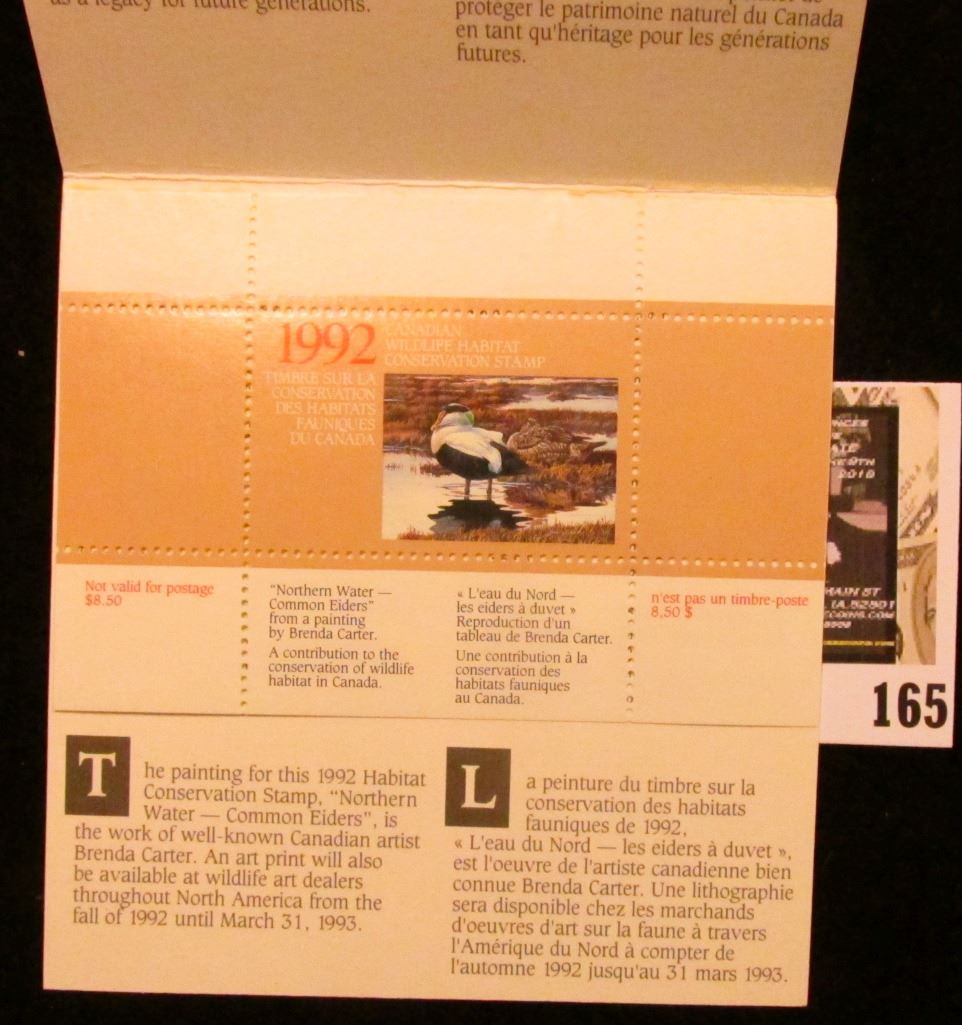 as a legacy for future generations.
protéger le patrimoine naturel du Canada
en tant qu'héritage pour les générations
futures.
1992
CANADIAN
WILDLIFE HABITAT
CONSERVATION STAMP
TIMBRE SUR LA
CONSERVATION
DES HABITATS
FAUNIQUES
DU CANADA
Not valid for postage
$8.50
"Northern Water —
Common Eiders"
from a painting
by Brenda Carter.
A contribution to the
conservation of wildlife
habitat in Canada.
« L'eau du Nord —
les eiders à duvet »
Reproduction d'un
tableau de Brenda Carter.
Une contribution à la
conservation des
habitats fauniques
au Canada.
n'est pas un timbre-poste
8,50 $
The painting for this 1992 Habitat
Conservation Stamp, "Northern
Water — Common Eiders", is
the work of well-known Canadian artist
Brenda Carter. An art print will also
be available at wildlife art dealers
throughout North America from the
fall of 1992 until March 31, 1993.
La peinture du timbre sur la
conservation des habitats
fauniques de 1992,
« L'eau du Nord — les eiders à duvet »,
est l'oeuvre de l'artiste canadienne bien
connue Brenda Carter. Une lithographie
sera disponible chez les marchands
d'oeuvres d'art sur la faune à travers
l'Amérique du Nord à compter de
l'automne 1992 jusqu'au 31 mars 1993.
2010
MAIN ST
IA, 52801
COINS.COM
165